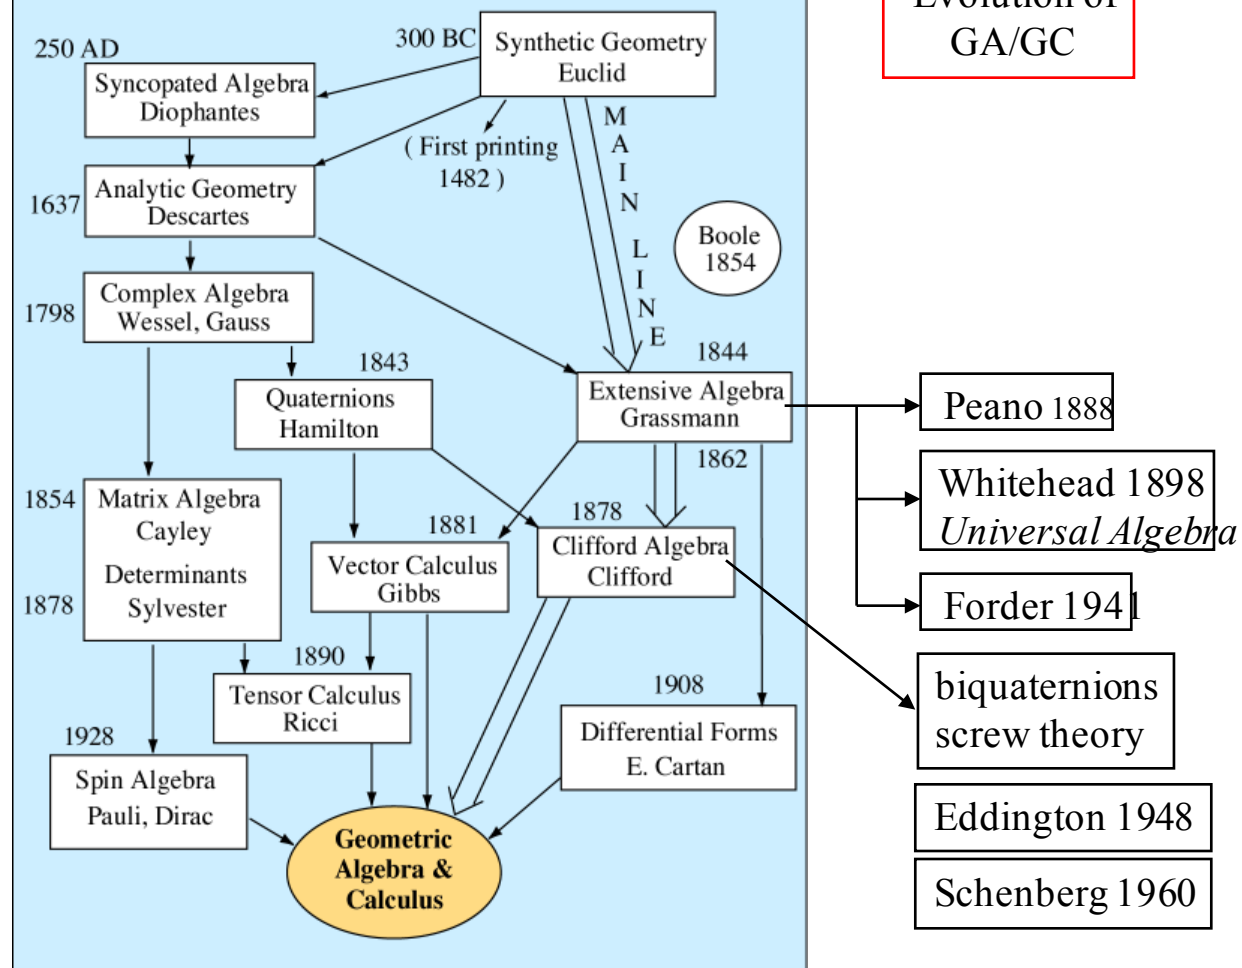 Evolution of
GA/GC
300 BC
Synthetic Geometry
Euclid
250 AD
Syncopated Algebra
Diophantes
( First printing
1482 )
MAIN LINE
1637
Analytic Geometry
Descartes
Boole
1854
1798
Complex Algebra
Wessel, Gauss
1843
Quaternions
Hamilton
1844
Extensive Algebra
Grassmann
1862
Peano 1888
Whitehead 1898
Universal Algebra
Forder 1941
1854
Matrix Algebra
Cayley
Determinants
1878
Sylvester
1881
Vector Calculus
Gibbs
1878
Clifford Algebra
Clifford
biquaternions
screw theory
1890
Tensor Calculus
Ricci
1908
Differential Forms
E. Cartan
1928
Spin Algebra
Pauli, Dirac
Geometric
Algebra &
Calculus
Eddington 1948
Schenberg 1960